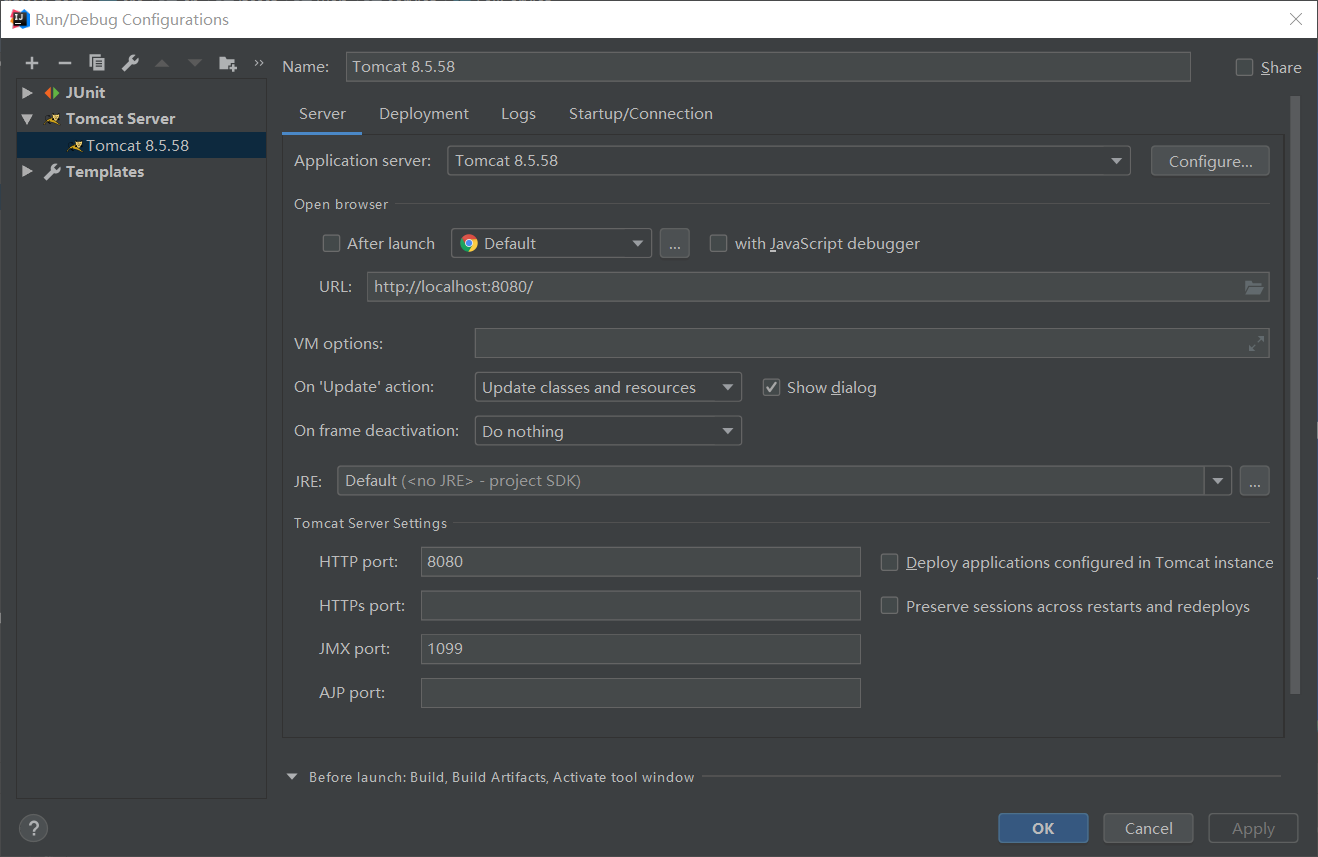 Run/Debug Configurations
Name: Tomcat 8.5.58 Share
JUnit
Tomcat Server
Tomcat 8.5.58
Templates
Server Deployment Logs Startup/Connection
Application server: Tomcat 8.5.58 Configure...
Open browser
After launch Default ... with JavaScript debugger
URL: http://localhost:8080/
VM options:
On 'Update' action: Update classes and resources Show dialog
On frame deactivation: Do nothing
JRE: Default (<no JRE> - project SDK) ...
Tomcat Server Settings
HTTP port: 8080 Deploy applications configured in Tomcat instance
HTTPs port: Preserve sessions across restarts and redeploys
JMX port: 1099
AJP port:
Before launch: Build, Build Artifacts, Activate tool window
? OK Cancel Apply